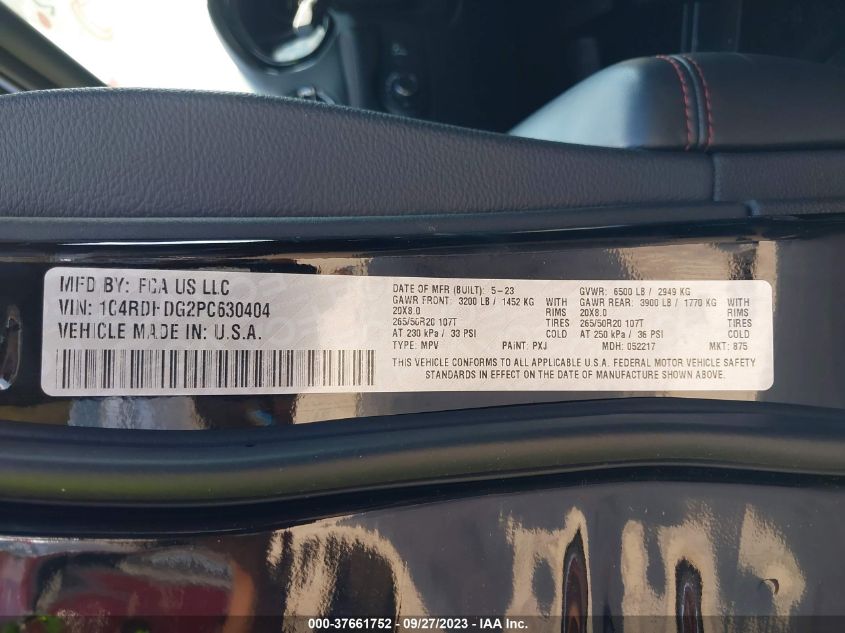 MFD BY: FCA US LLC
VIN: 1C4RDHDG2PC630404
VEHICLE MADE IN U.S.A.
DATE OF MFR (BUILT): 5-23 GVWR: 6500 LB / 2949 KG
GAWR FRONT: 3200 LB / 1452 KG WITH GAWR REAR: 3900 LB / 1770 KG WITH
20X8.0 RIMS 20X8.0 RIMS
265/50R20 107T TIRES 265/50R20 107T TIRES
AT 230 kPa / 33 PSI COLD AT 250 kPa / 36 PSI COLD
TYPE: MPV PAINT: PXJ MDH: 052217 MKT: 875
THIS VEHICLE CONFORMS TO ALL APPLICABLE U.S.A. FEDERAL MOTOR VEHICLE SAFETY
STANDARDS IN EFFECT ON THE DATE OF MANUFACTURE SHOWN ABOVE.
000-37661752 — 09/27/2023 — IAA Inc.